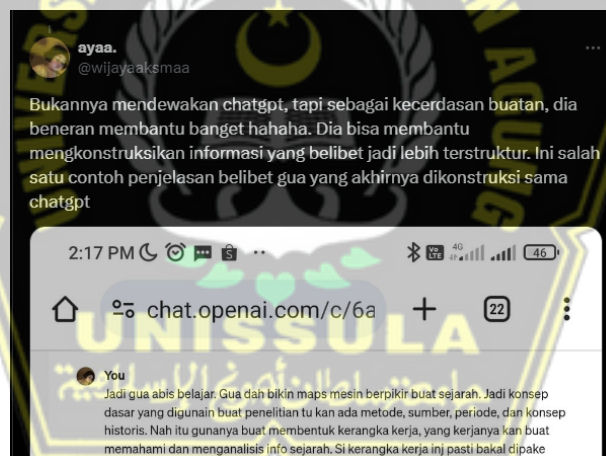 ayaa.
@wijayaaksmaa
Bukannya mendewakan chatgpt, tapi sebagai kecerdasan buatan, dia
beneran membantu banget hahaha. Dia bisa membantu
mengkonstruksikan informasi yang belibet jadi lebih terstruktur. Ini salah
satu contoh penjelasan belibet gua yang akhirnya dikonstruksi sama
chatgpt
2:17 PM
Vo LTE 4G 46
chat.openai.com/c/6a
22
UNISSULA
You
Jadi gua abis belajar. Gua dah bikin maps mesin berpikir buat sejarah. Jadi konsep
dasar yang digunain buat penelitian tu kan ada metode, sumber, periode, dan konsep
historis. Nah itu gunanya buat membentuk kerangka kerja, yang kerjanya kan buat
memahami dan menganalisis info sejarah. Si kerangka kerja inj pasti bakal dipake